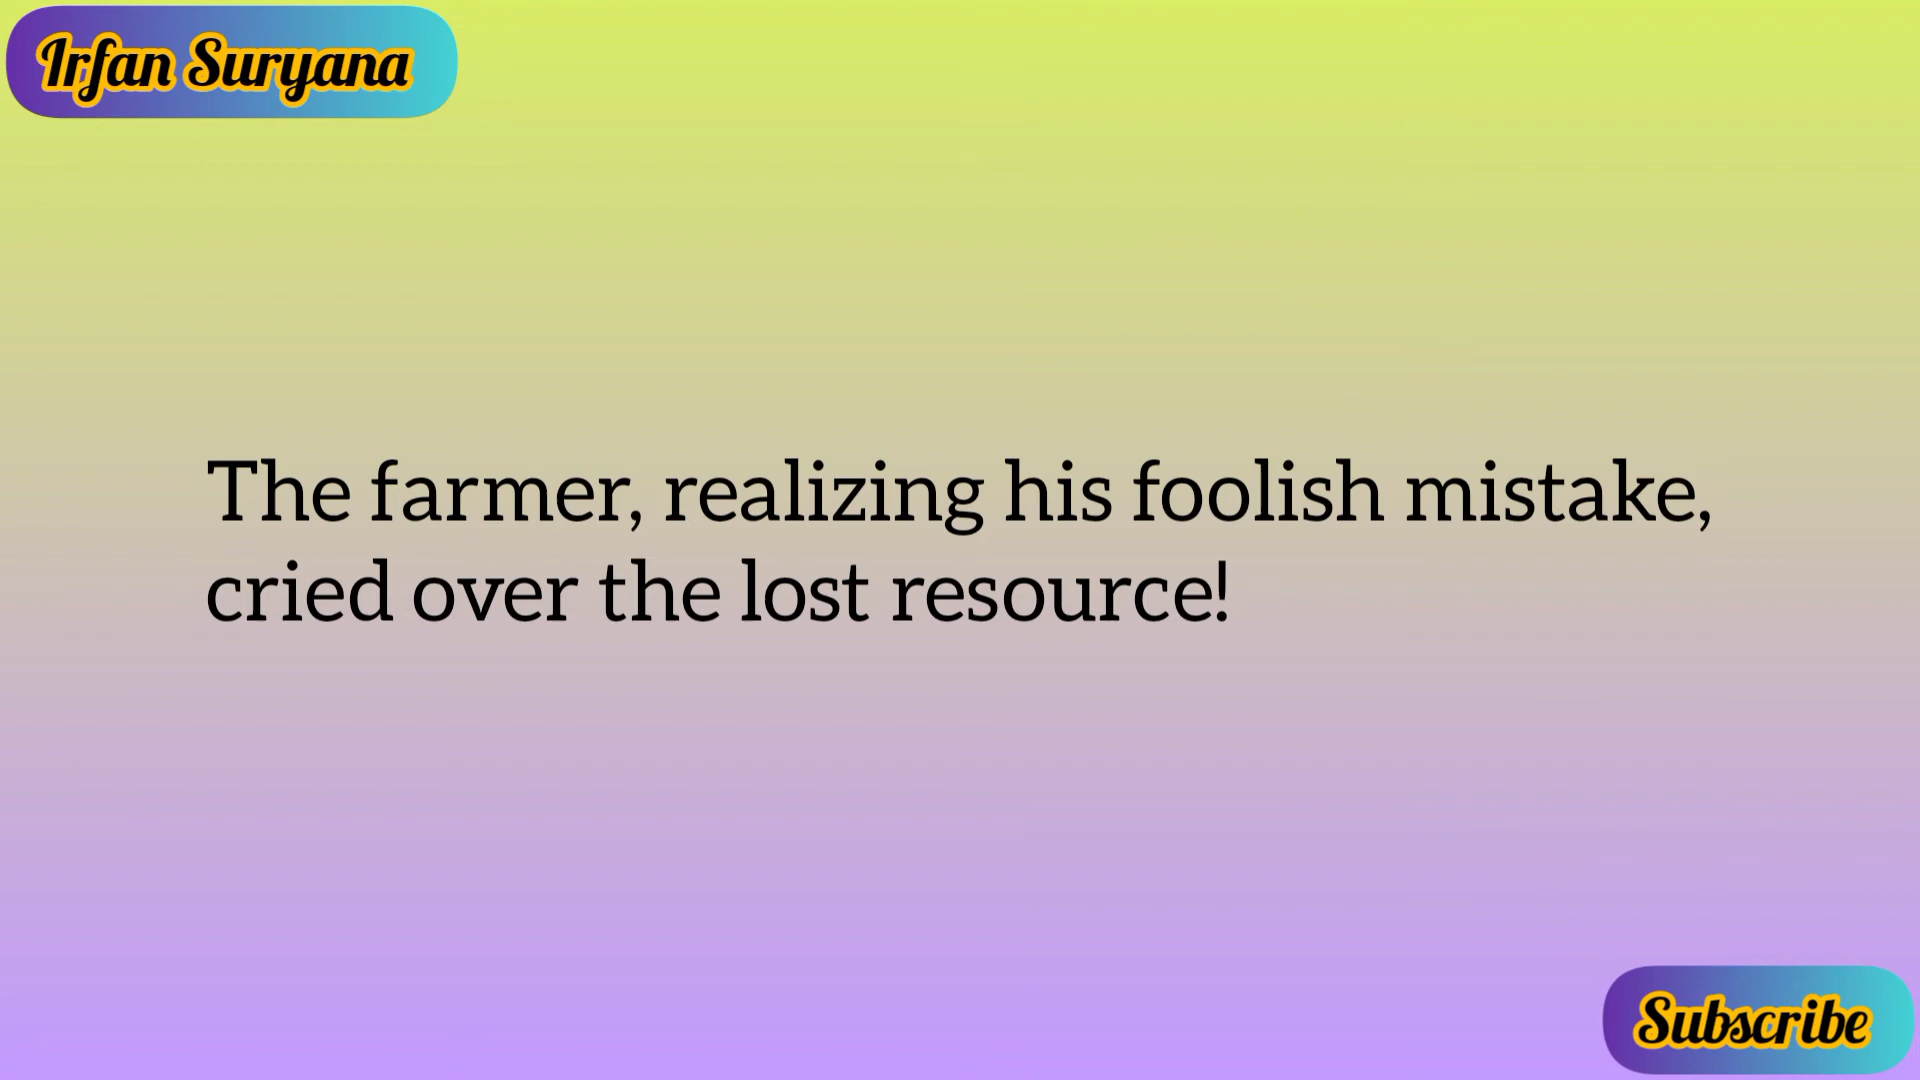 Irfan Suryana
The farmer, realizing his foolish mistake,
cried over the lost resource!
Subscribe